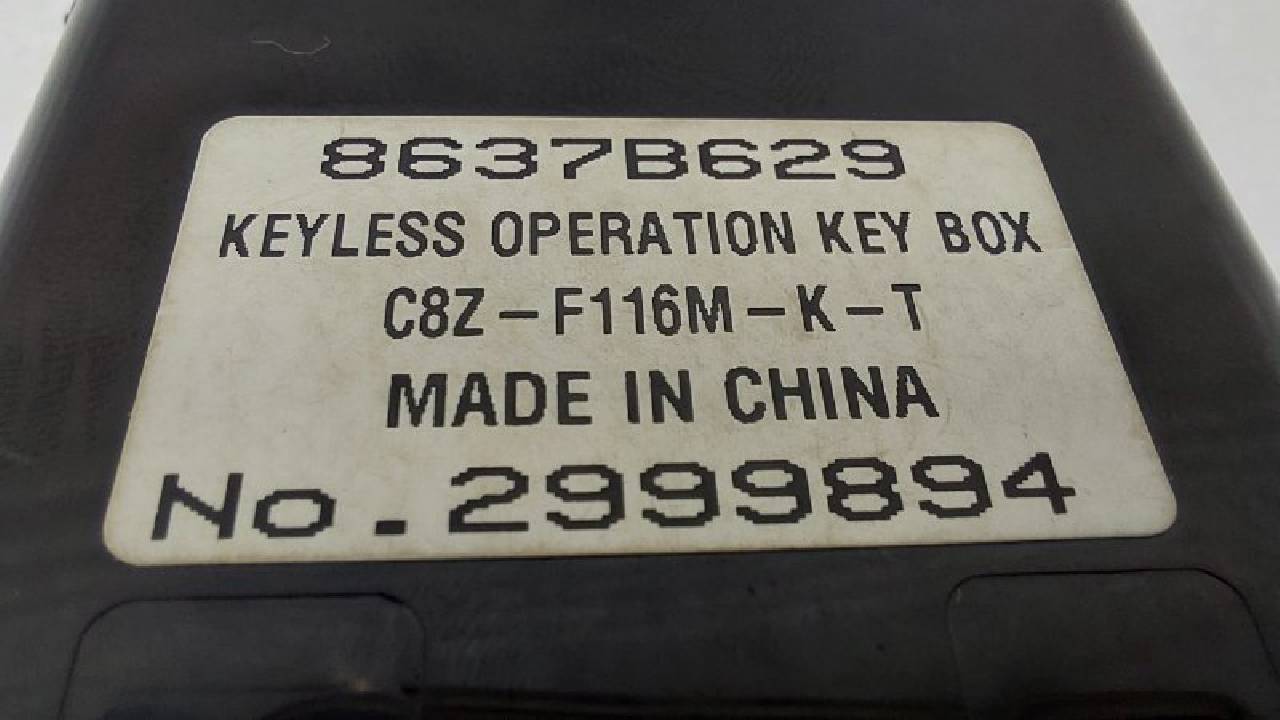 8637B629
KEYLESS OPERATION KEY BOX
C8Z-F116M-K-T
MADE IN CHINA
No.2999894